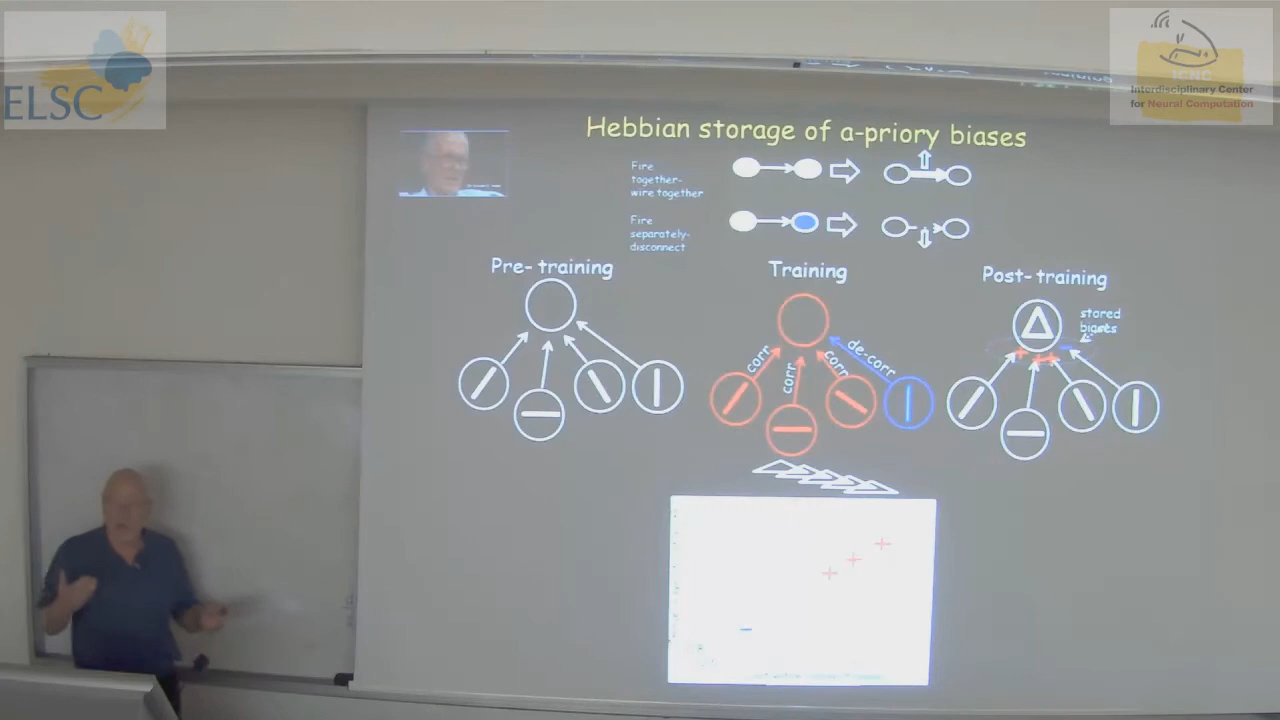 ELSC
ICNC
Interdisciplinary Center
for Neural Computation
Hebbian storage of a-priory biases
Fire
together-
wire together
Fire
separately-
disconnect
Pre-training
Training
Post-training
stored
biases
corr
corr
corr
de-corr